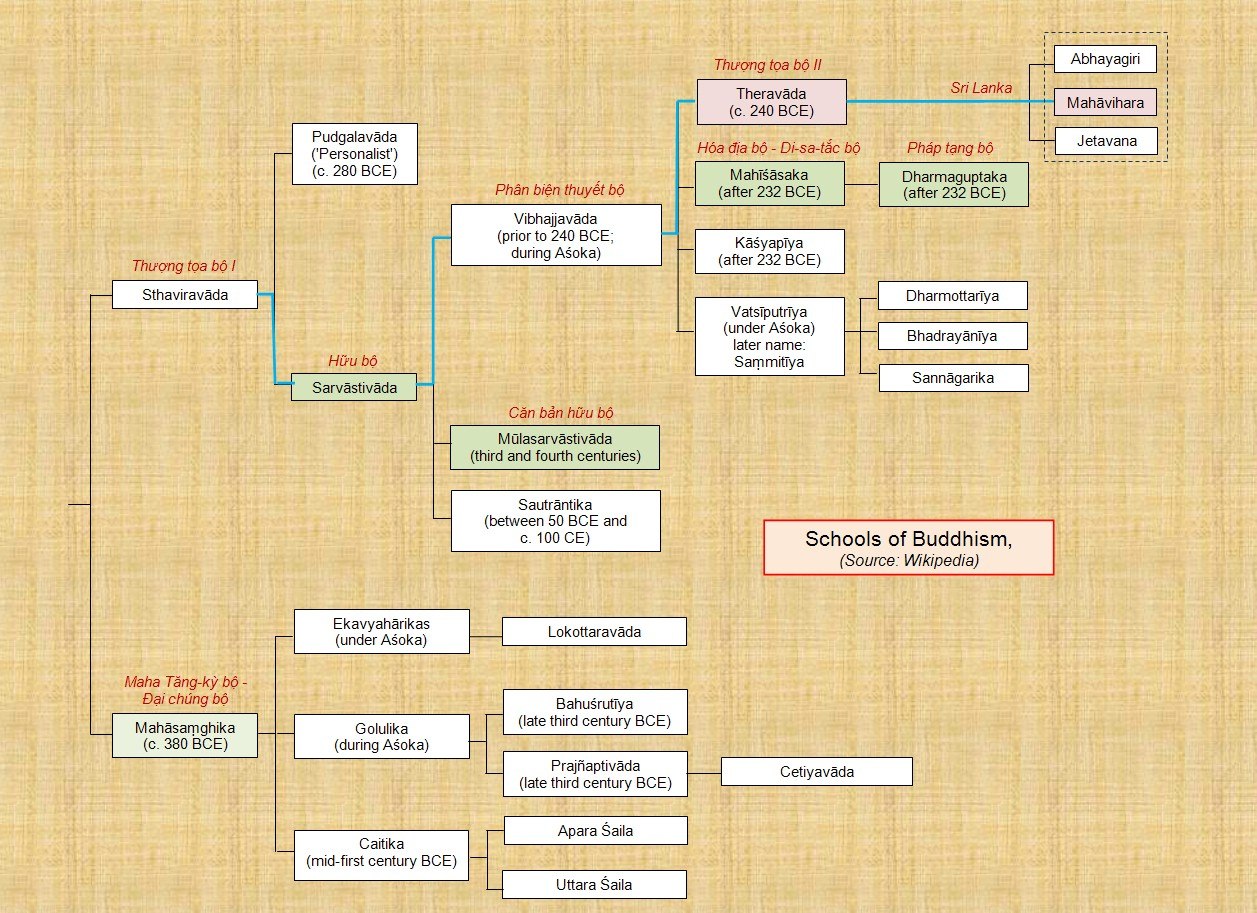 Thượng tọa bộ I
Sthaviravāda
Pudgalavāda
('Personalist')
(c. 280 BCE)
Hữu bộ
Sarvāstivāda
Phân biện thuyết bộ
Vibhajjavāda
(prior to 240 BCE;
during Aśoka)
Thượng tọa bộ II
Theravāda
(c. 240 BCE)
Sri Lanka
Abhayagiri
Mahāvihara
Jetavana
Hóa địa bộ - Di-sa-tắc bộ
Mahīśāsaka
(after 232 BCE)
Pháp tạng bộ
Dharmaguptaka
(after 232 BCE)
Kāśyapīya
(after 232 BCE)
Vatsīputrīya
(under Aśoka)
later name:
Saṃmitīya
Dharmottarīya
Bhadrayānīya
Sannāgarika
Căn bản hữu bộ
Mūlasarvāstivāda
(third and fourth centuries)
Sautrāntika
(between 50 BCE and
c. 100 CE)
Schools of Buddhism,
(Source: Wikipedia)
Maha Tăng-kỳ bộ -
Đại chúng bộ
Mahāsaṃghika
(c. 380 BCE)
Ekavyahārikas
(under Aśoka)
Lokottaravāda
Golulika
(during Aśoka)
Bahuśrutīya
(late third century BCE)
Prajñaptivāda
(late third century BCE)
Cetiyavāda
Caitika
(mid-first century BCE)
Apara Śaila
Uttara Śaila